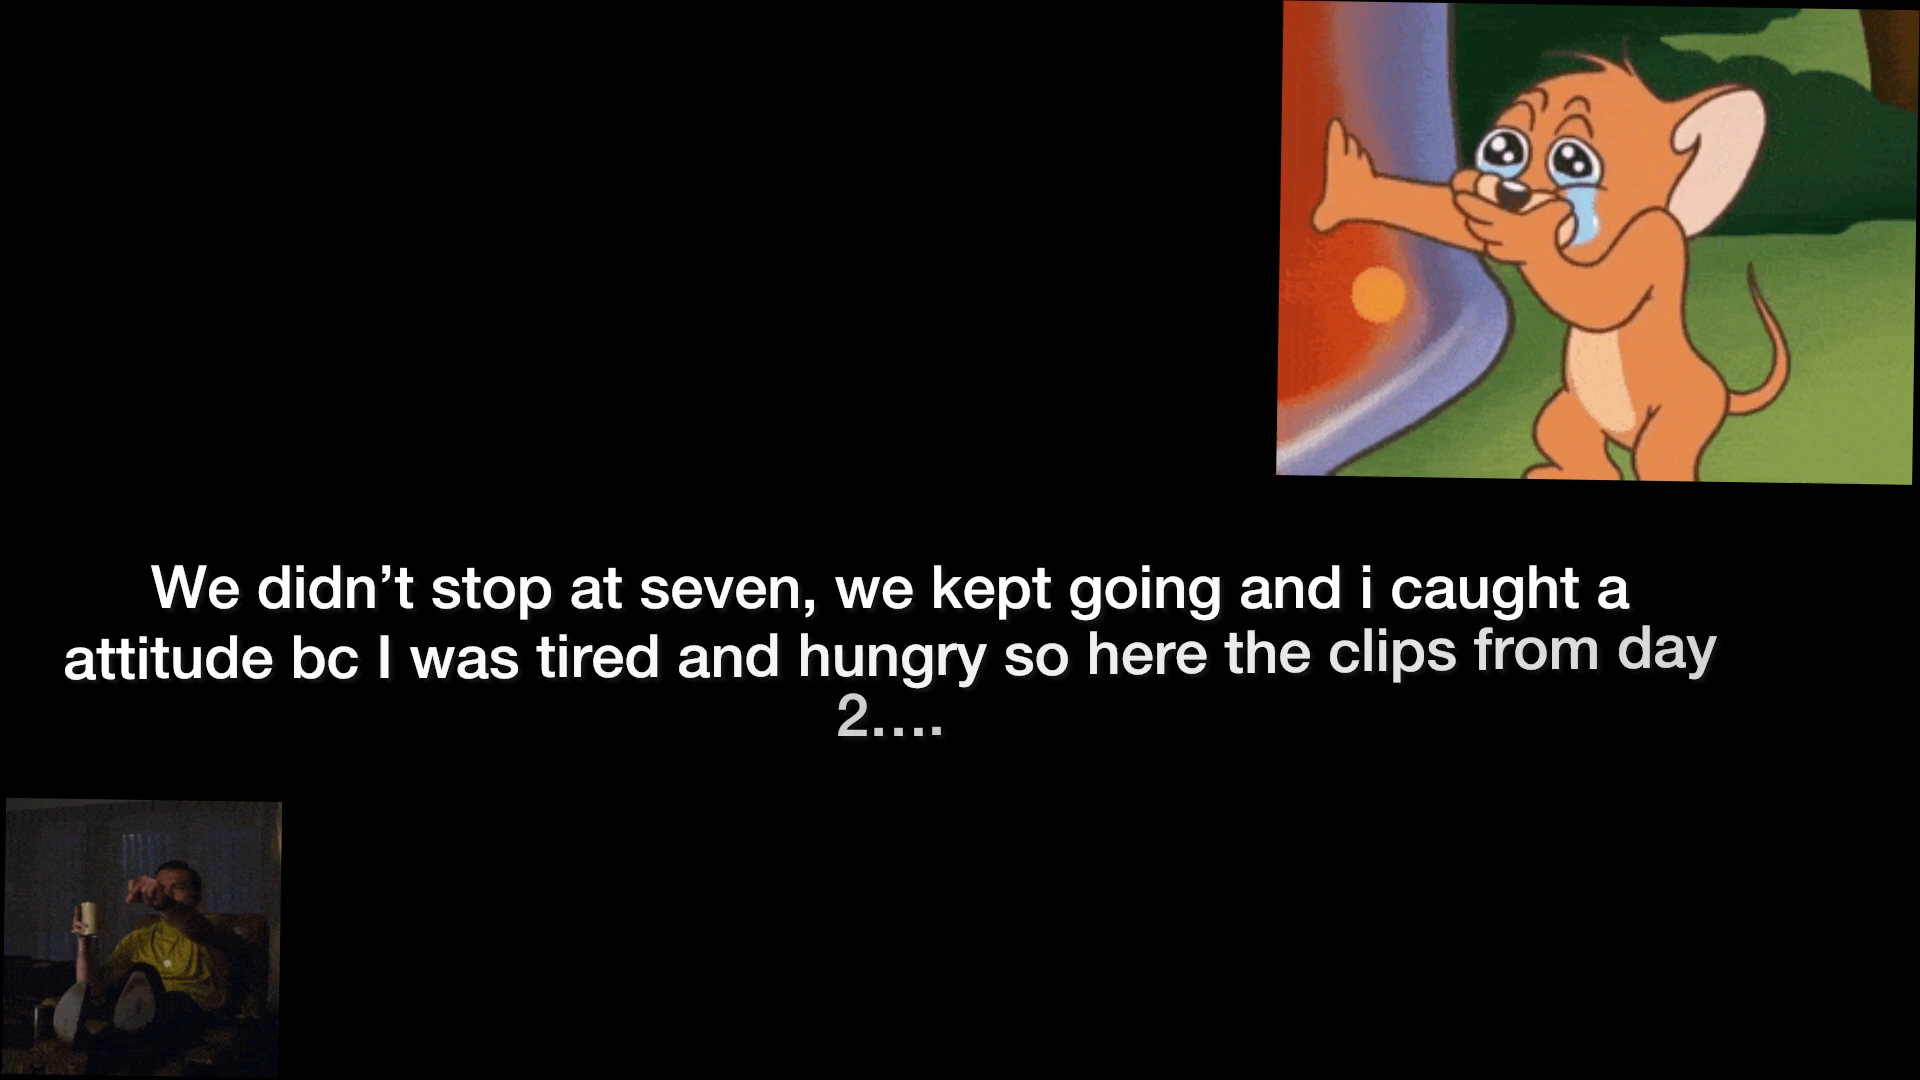 We didn’t stop at seven, we kept going and i caught a
attitude bc I was tired and hungry so here the clips from day
2....